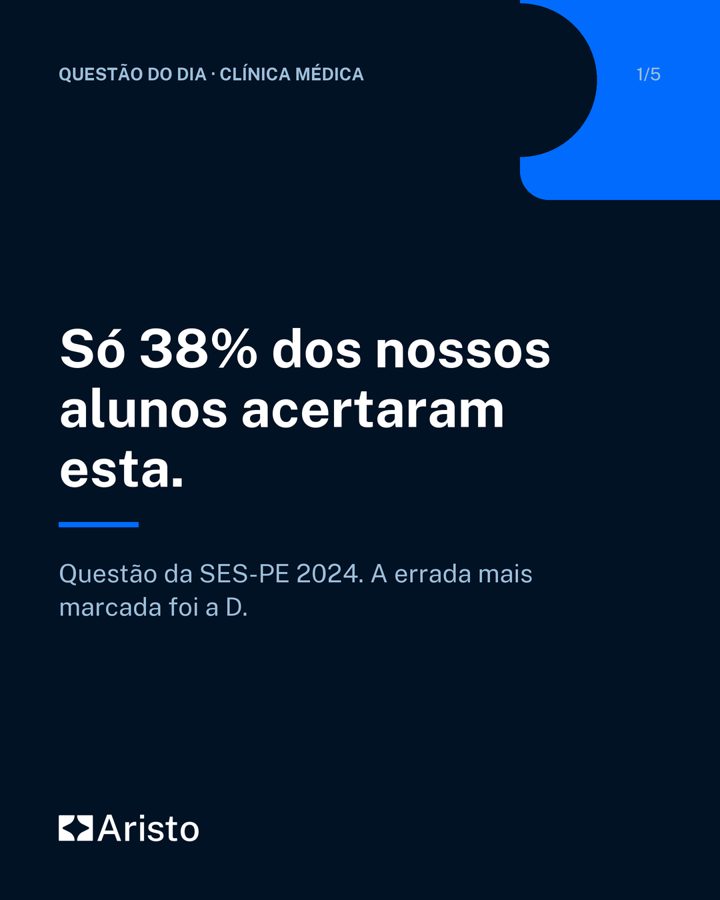 QUESTÃO DO DIA · CLÍNICA MÉDICA
1/5
Só 38% dos nossos
alunos acertaram
esta.
Questão da SES-PE 2024. A errada mais
marcada foi a D.
Aristo